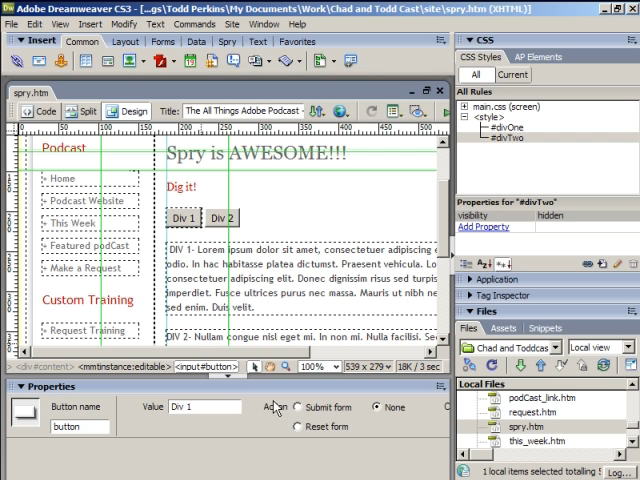 Adobe Dreamweaver CS3 - [...gs\Todd Perkins\My Documents\Work\Chad and Todd Cast\site\spry.htm (XHTML)]
File Edit View Insert Modify Text Commands Site Window Help
Insert Common Layout Forms Data Spry Text Favorites
spry.htm
Code Split Design Title: The All Things Adobe Podcast -
0 50 100 150 200 250 300 350 400
Podcast
Home
Podcast Website
This Week
Featured podCast
Make a Request
Custom Training
Request Training
Spry is AWESOME!!!
Dig it!
Div 1 Div 2
DIV 1- Lorem ipsum dolor sit amet, consectetuer adipiscing e
odio. In hac habitasse platea dictumst. Praesent vehicula. Lore
consectetuer adipiscing elit. Donec dignissim risus sed turpis
imperdiet. Fusce ultrices purus nec massa. Mauris ut nibh ne
sed enim. Duis velit.
DIV 2- Nullam congue nisl eget mi. In non mi. Nulla facilisi. Se
<div#content> <mmtinstance:editable> <input#button> 100% 539 x 279 18K / 3 sec
Properties
Button name
button
Value Div 1
Action Submit form None
Reset form
CSS
CSS Styles AP Elements
All Current
All Rules
main.css (screen)
<style>
#divOne
#divTwo
Properties for "#divTwo"
visibility hidden
Add Property
Application
Tag Inspector
Files
Files Assets Snippets
Chad and Toddcas Local view
Local Files
podCast_link.htm
request.htm
spry.htm
this_week.htm
1 local items selected totalling Log...